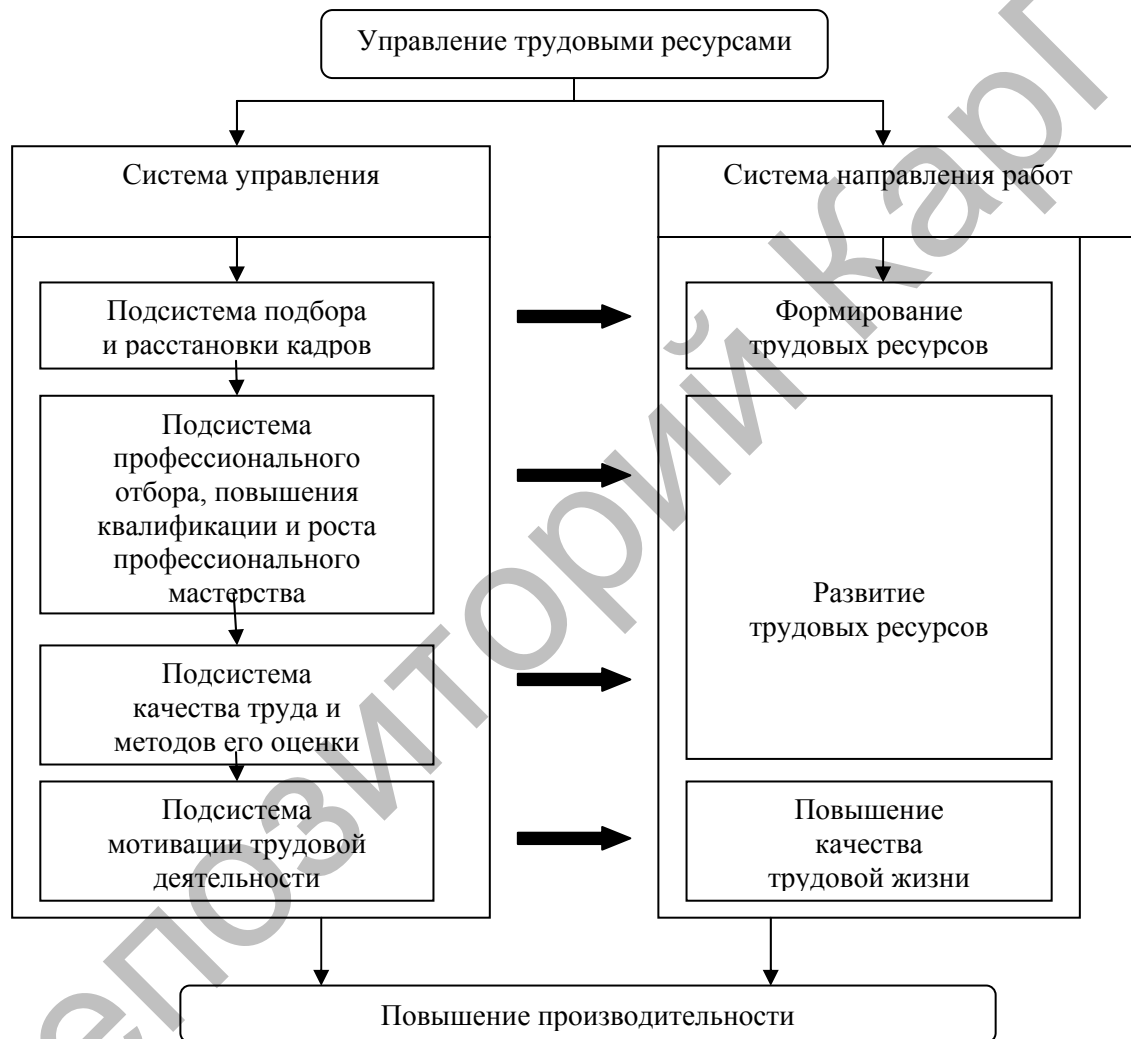 Управление трудовыми ресурсами
Система управления
Система направления работ
Подсистема подбора
и расстановки кадров
Формирование
трудовых ресурсов
Подсистема
профессионального
отбора, повышения
квалификации и роста
профессионального
мастерства
Развитие
трудовых ресурсов
Подсистема
качества труда и
методов его оценки
Подсистема
мотивации трудовой
деятельности
Повышение
качества
трудовой жизни
Повышение производительности
епозиторий КарГ